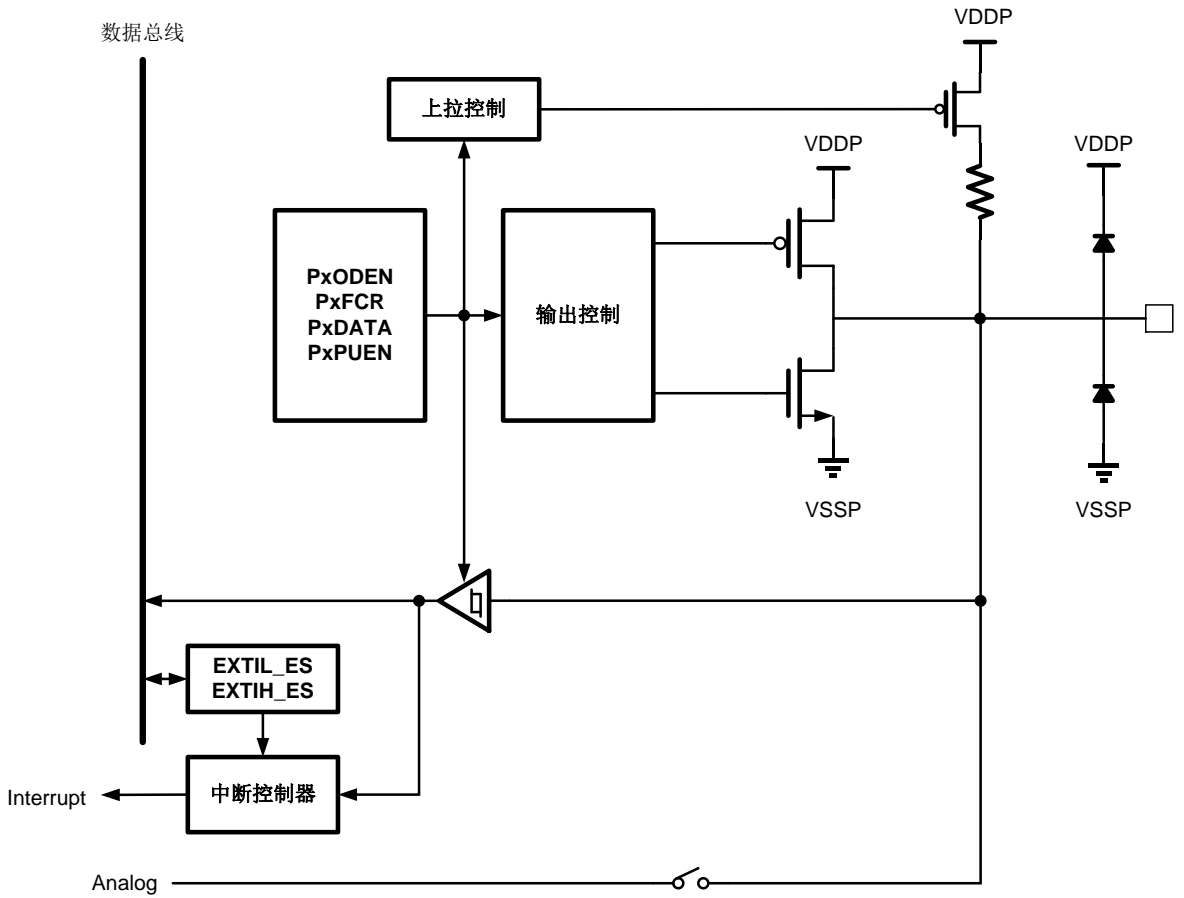 VDDP
数据总线
上拉控制
VDDP
VDDP
PxODEN
PxFCR
PxDATA
PxPUEN
输出控制
VSSP
VSSP
EXTIL_ES
EXTIH_ES
中断控制器
Interrupt
Analog